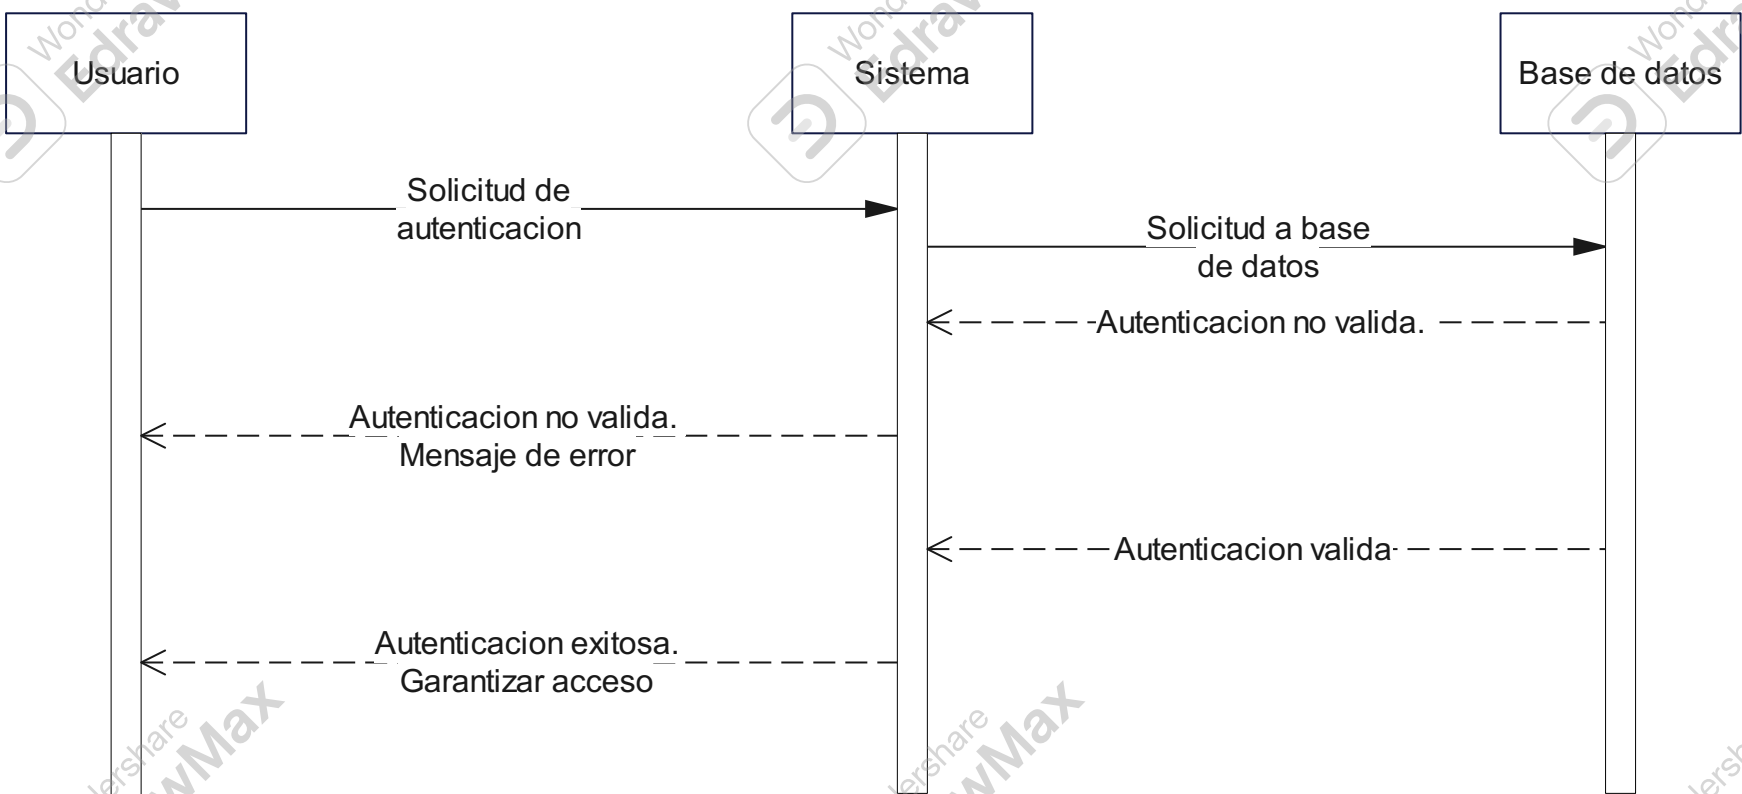 Usuario
Sistema
Base de datos
Solicitud de
autenticacion
Solicitud a base
de datos
Autenticacion no valida.
Autenticacion no valida.
Mensaje de error
Autenticacion valida
Autenticacion exitosa.
Garantizar acceso